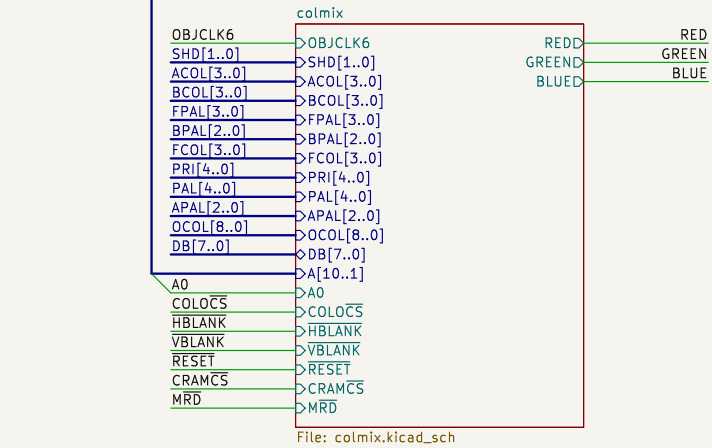 colmix
OBJCLK6 OBJCLK6 RED RED
SHD[1..0] SHD[1..0] GREEN GREEN
ACOL[3..0] ACOL[3..0] BLUE BLUE
BCOL[3..0] BCOL[3..0]
FPAL[3..0] FPAL[3..0]
BPAL[2..0] BPAL[2..0]
FCOL[3..0] FCOL[3..0]
PRI[4..0] PRI[4..0]
PAL[4..0] PAL[4..0]
APAL[2..0] APAL[2..0]
OCOL[8..0] OCOL[8..0]
DB[7..0] DB[7..0]
A[10..1]
A0 A0
COLOCS COLOCS
HBLANK HBLANK
VBLANK VBLANK
RESET RESET
CRAMCS CRAMCS
MRD MRD
File: colmix.kicad_sch